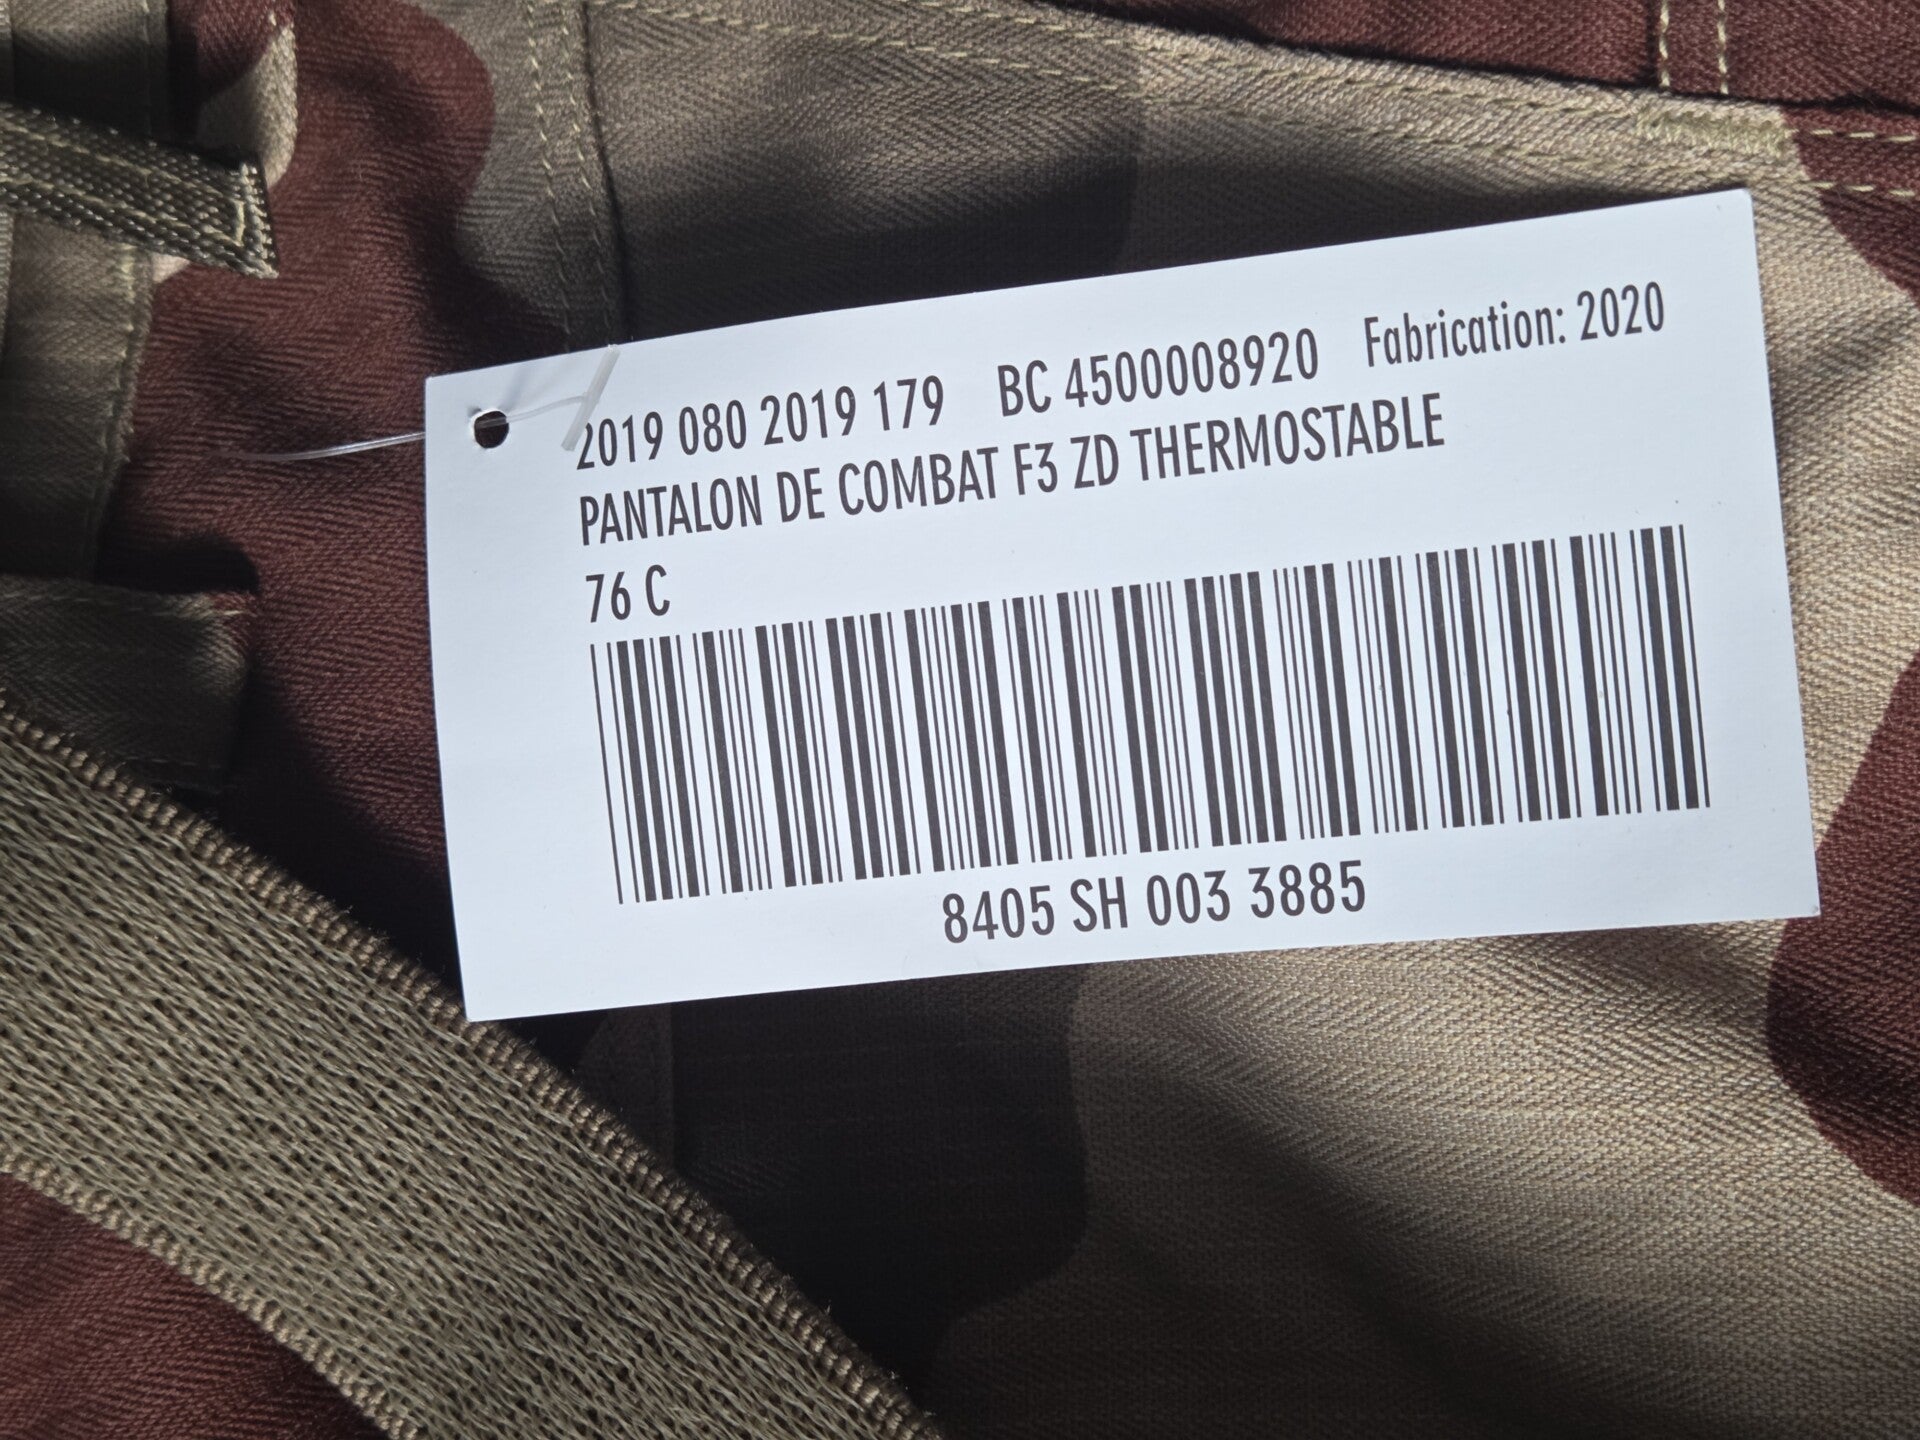 2019 080 2019 179 BC 4500008920 Fabrication: 2020
PANTALON DE COMBAT F3 ZD THERMOSTABLE
76 C
8405 SH 003 3885